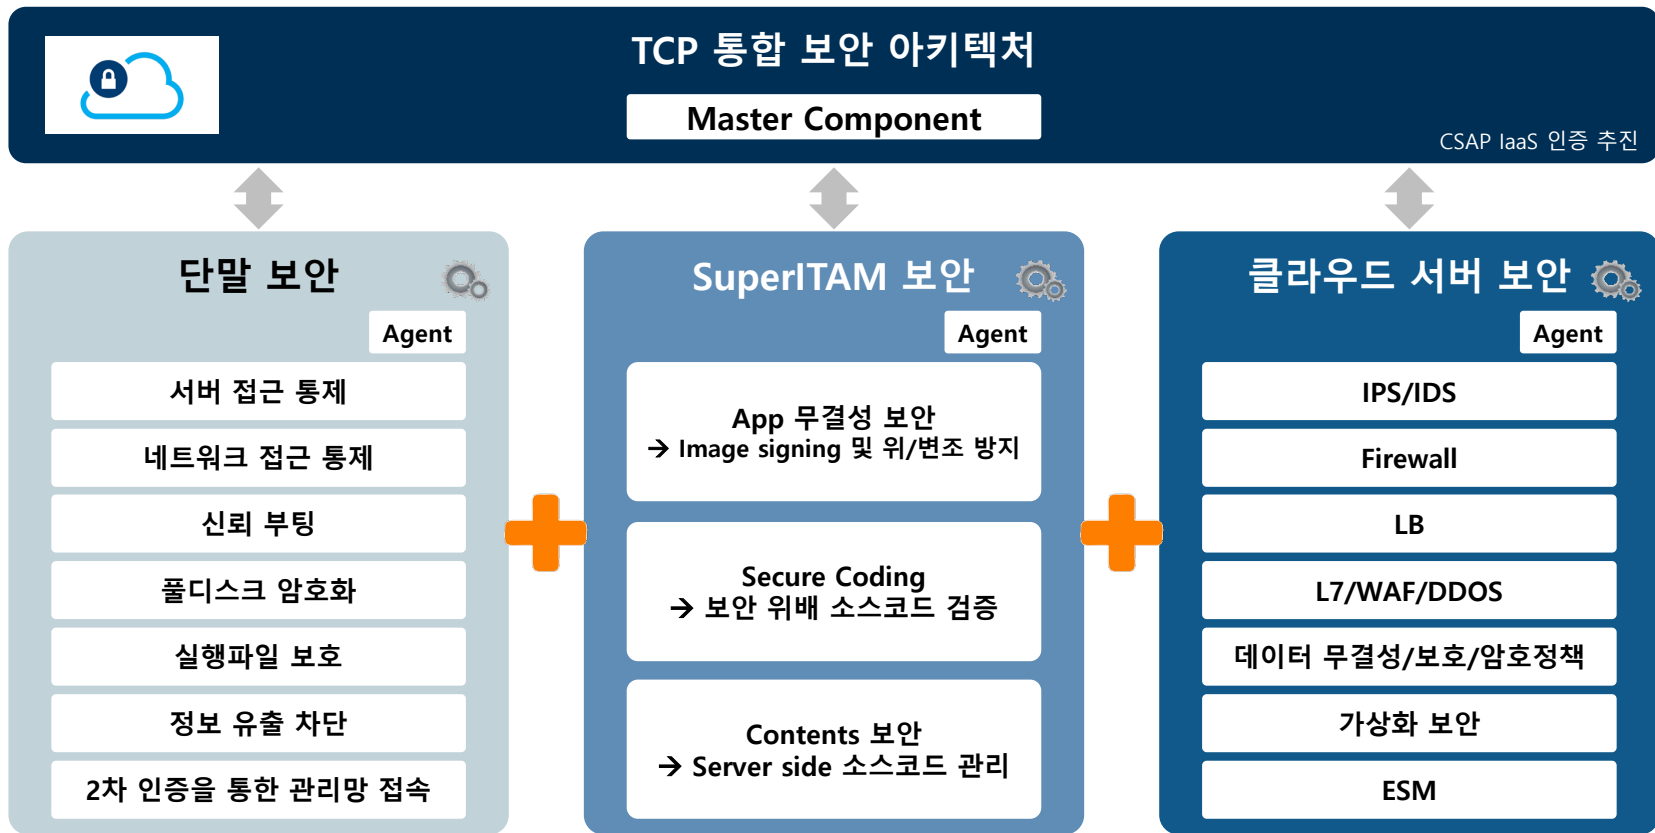 TCP 통합 보안 아키텍처
Master Component
CSAP IaaS 인증 추진
단말 보안
Agent
서버 접근 통제
네트워크 접근 통제
신뢰 부팅
풀디스크 암호화
실행파일 보호
정보 유출 차단
2차 인증을 통한 관리망 접속
SuperITAM 보안
Agent
App 무결성 보안
→ Image signing 및 위/변조 방지
Secure Coding
→ 보안 위배 소스코드 검증
Contents 보안
→ Server side 소스코드 관리
클라우드 서버 보안
Agent
IPS/IDS
Firewall
LB
L7/WAF/DDOS
데이터 무결성/보호/암호정책
가상화 보안
ESM